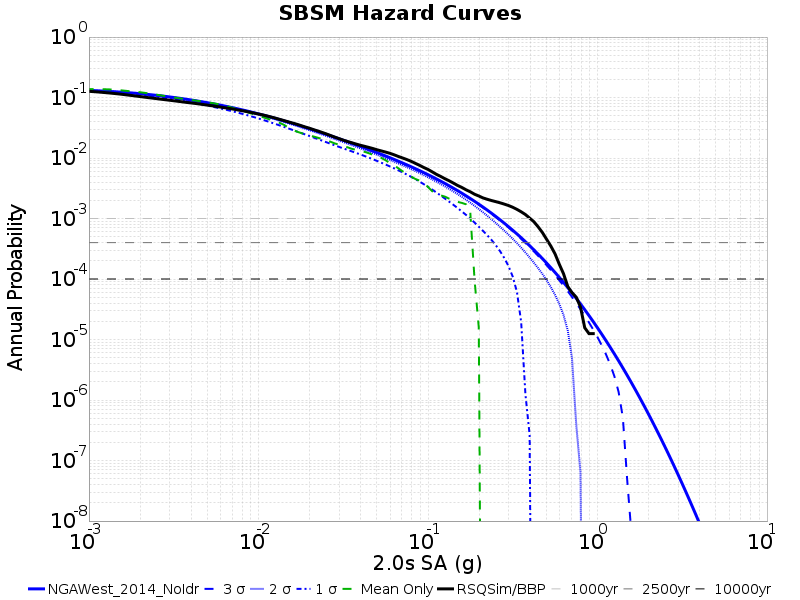 SBSM Hazard Curves
10^0
10^-1
10^-2
10^-3
10^-4
10^-5
10^-6
10^-7
10^-8
Annual Probability
10^-3 10^-2 10^-1 10^0 10^1
2.0s SA (g)
NGAWest_2014_NoIdr 3 σ 2 σ 1 σ Mean Only RSQSim/BBP 1000yr 2500yr 10000yr